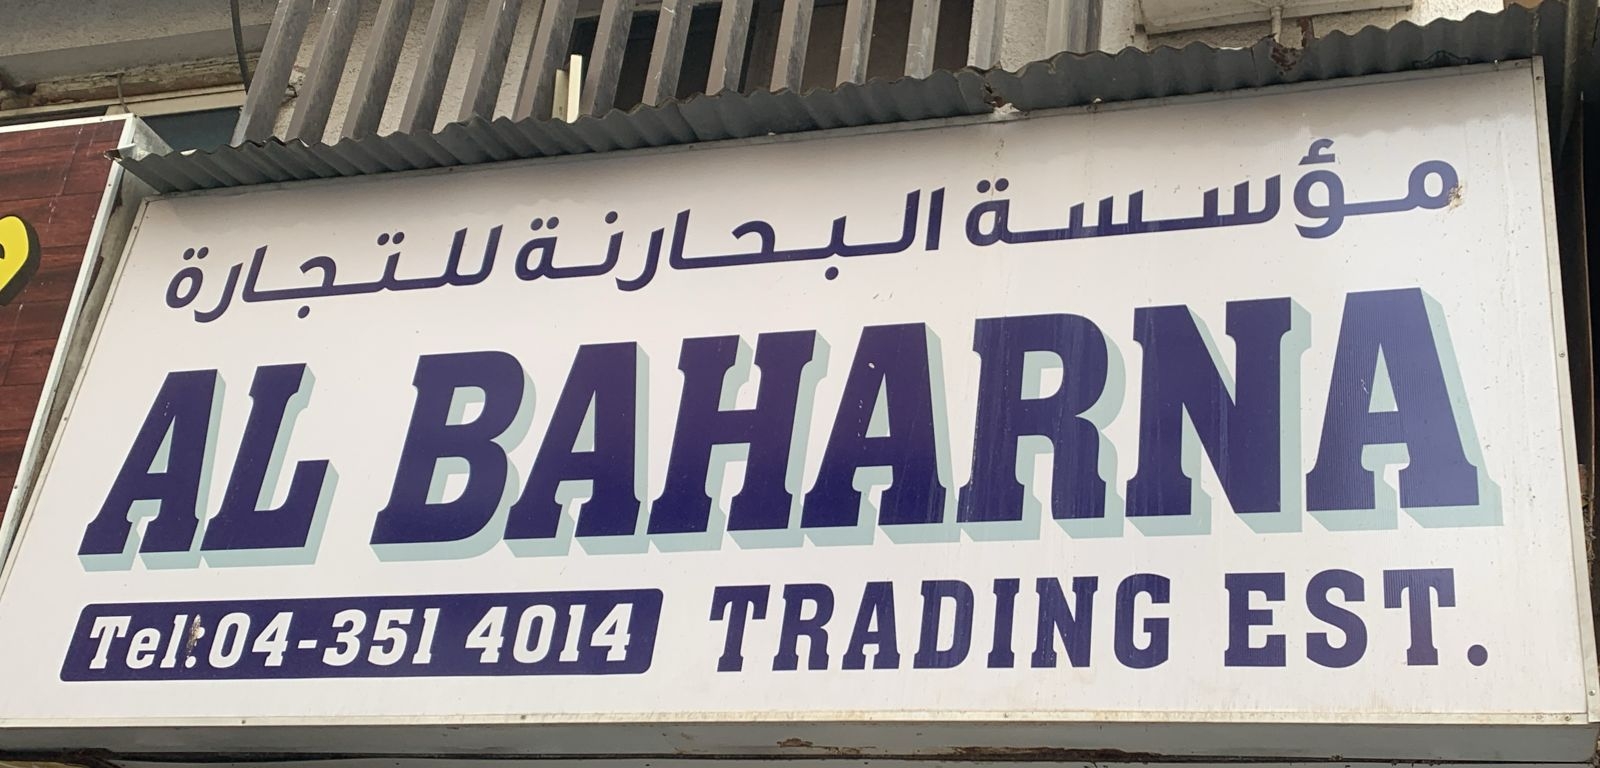 مؤسسة البحارنة للتجارة
AL BAHARNA
Tel:04-351 4014 TRADING EST.